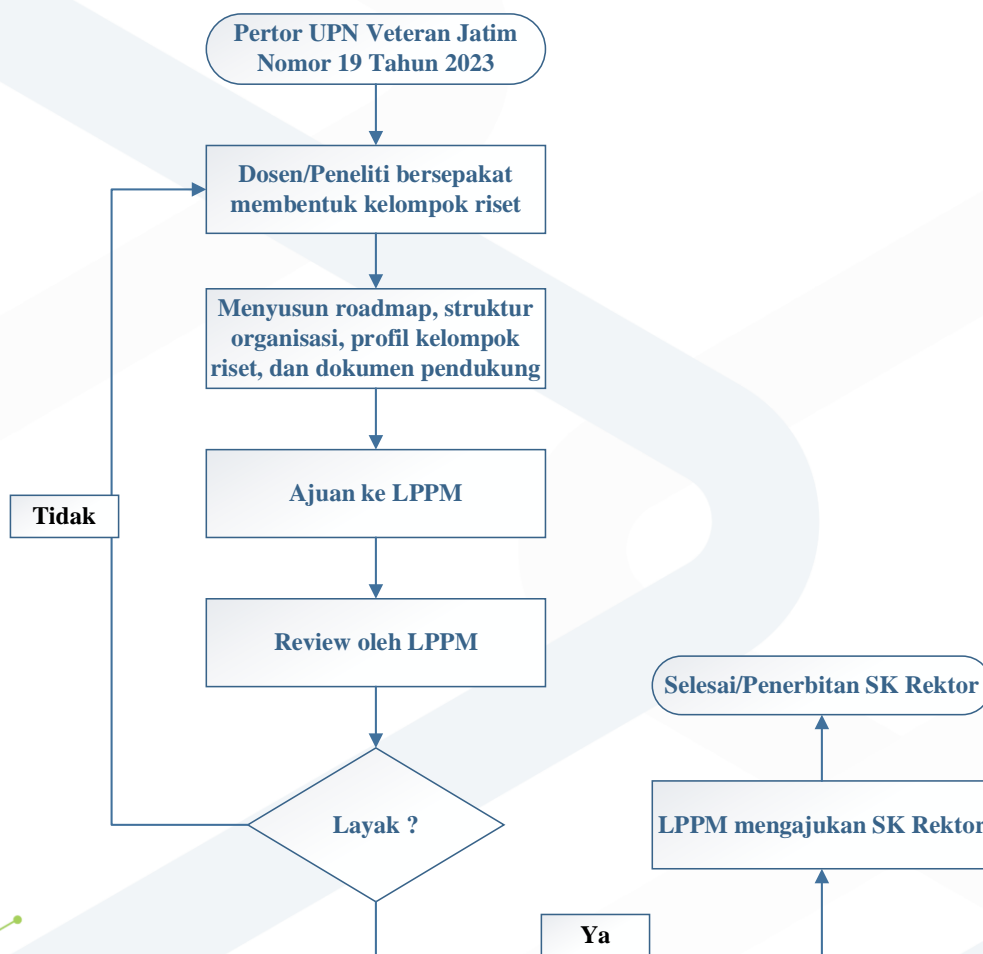 Pertor UPN Veteran Jatim
Nomor 19 Tahun 2023
Dosen/Peneliti bersepakat
membentuk kelompok riset
Menyusun roadmap, struktur
organisasi, profil kelompok
riset, dan dokumen pendukung
Ajuan ke LPPM
Tidak
Review oleh LPPM
Layak ?
Ya
LPPM mengajukan SK Rektor
Selesai/Penerbitan SK Rektor